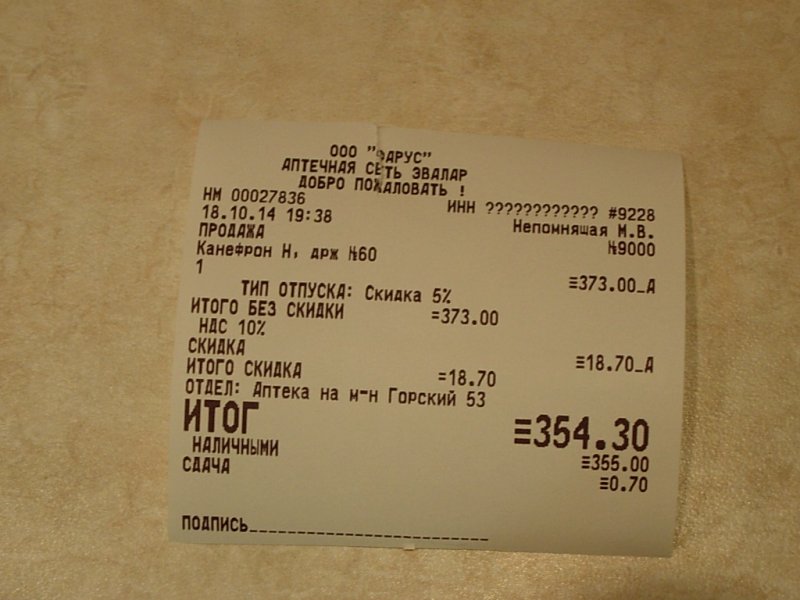 ООО "ФАРУС"
АПТЕЧНАЯ СЕТЬ ЭВАЛАР
ДОБРО ПОЖАЛОВАТЬ !
НМ 00027836 ИНН ???????????? #9228
18.10.14 19:38 Непомнящая М.В.
ПРОДАЖА №9000
Канефрон Н, држ №60
1 ≡373.00_А
ТИП ОТПУСКА: Скидка 5%
ИТОГО БЕЗ СКИДКИ =373.00
НДС 10%
СКИДКА ≡18.70_А
ИТОГО СКИДКА =18.70
ОТДЕЛ: Аптека на м-н Горский 53
ИТОГ ≡354.30
НАЛИЧНЫМИ ≡355.00
СДАЧА ≡0.70
ПОДПИСЬ_________________________